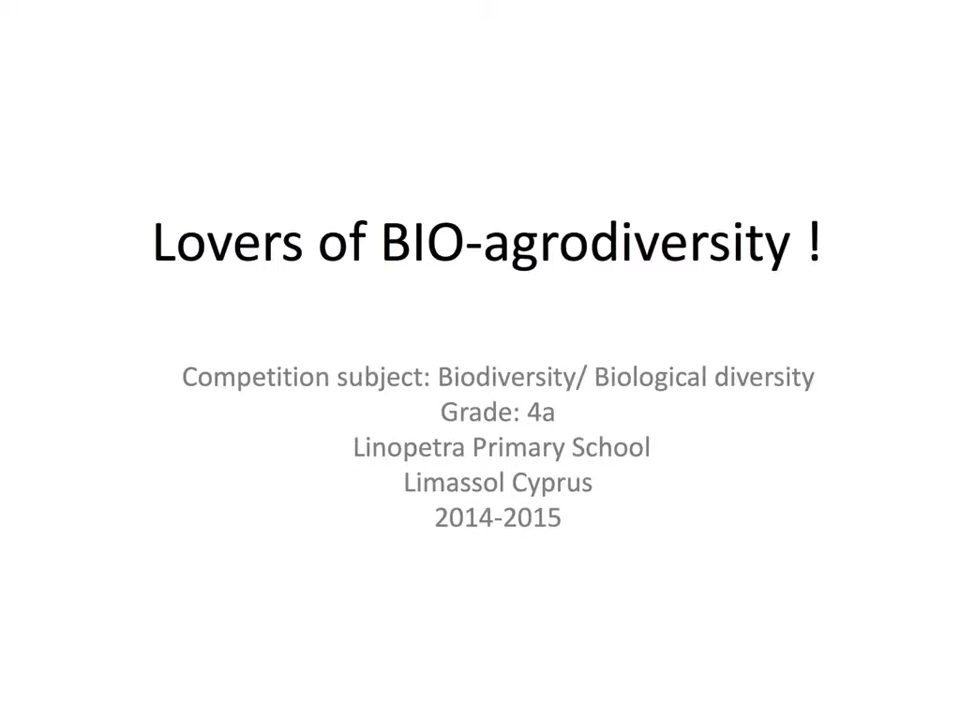 Lovers of BIO-agrodiversity !
Competition subject: Biodiversity/ Biological diversity
Grade: 4a
Linopetra Primary School
Limassol Cyprus
2014-2015